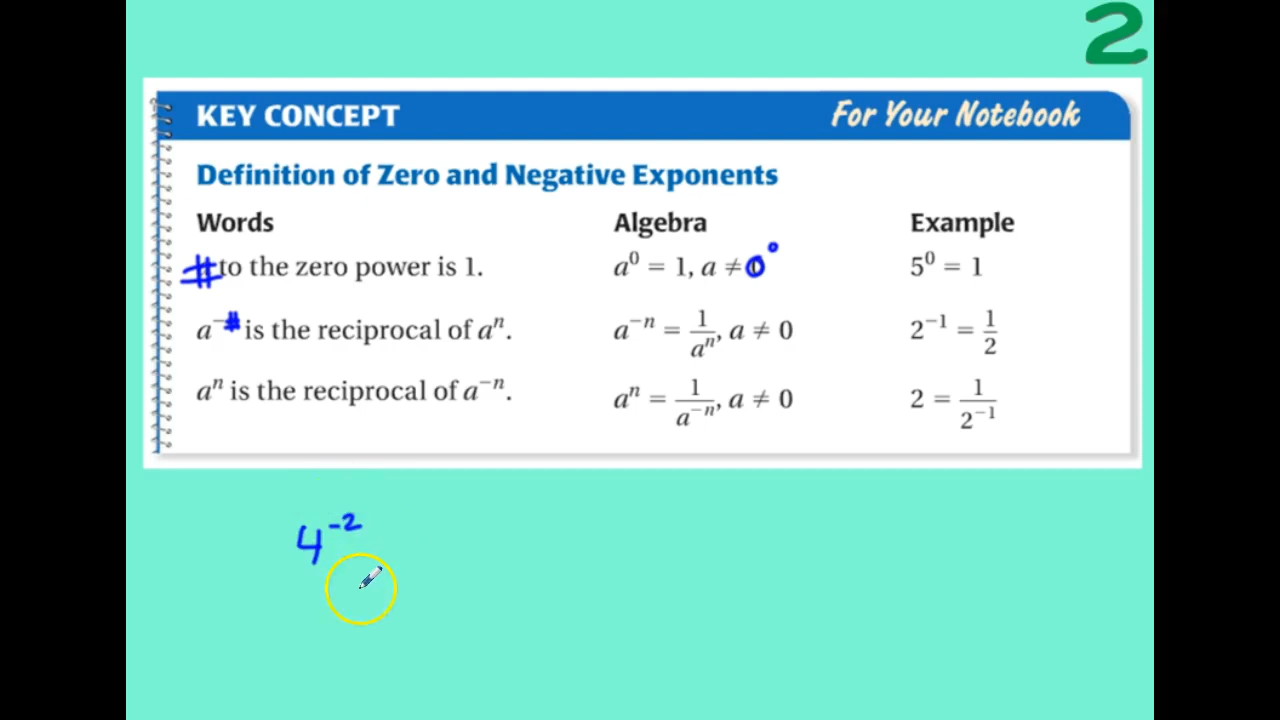 2
KEY CONCEPT For Your Notebook
Definition of Zero and Negative Exponents
Words Algebra Example
# to the zero power is 1. a⁰ = 1, a ≠ 0⁰ 5⁰ = 1
a⁻# is the reciprocal of aⁿ. a⁻ⁿ = 1/aⁿ, a ≠ 0 2⁻¹ = 1/2
aⁿ is the reciprocal of a⁻ⁿ. aⁿ = 1/a⁻ⁿ, a ≠ 0 2 = 1/2⁻¹
4⁻²